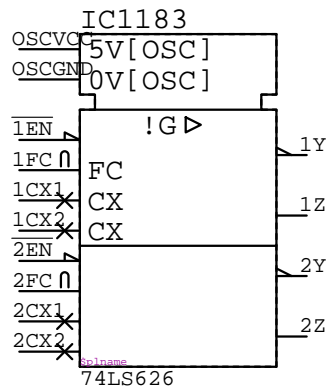 IC1183
OSCVCC 5V[OSC]
OSCGND 0V[OSC]
!G
1EN
1Y
1FC FC
1CX1 CX
1Z
1CX2 CX
2EN
2Y
2FC
2CX1
2Z
2CX2
Splname
74LS626